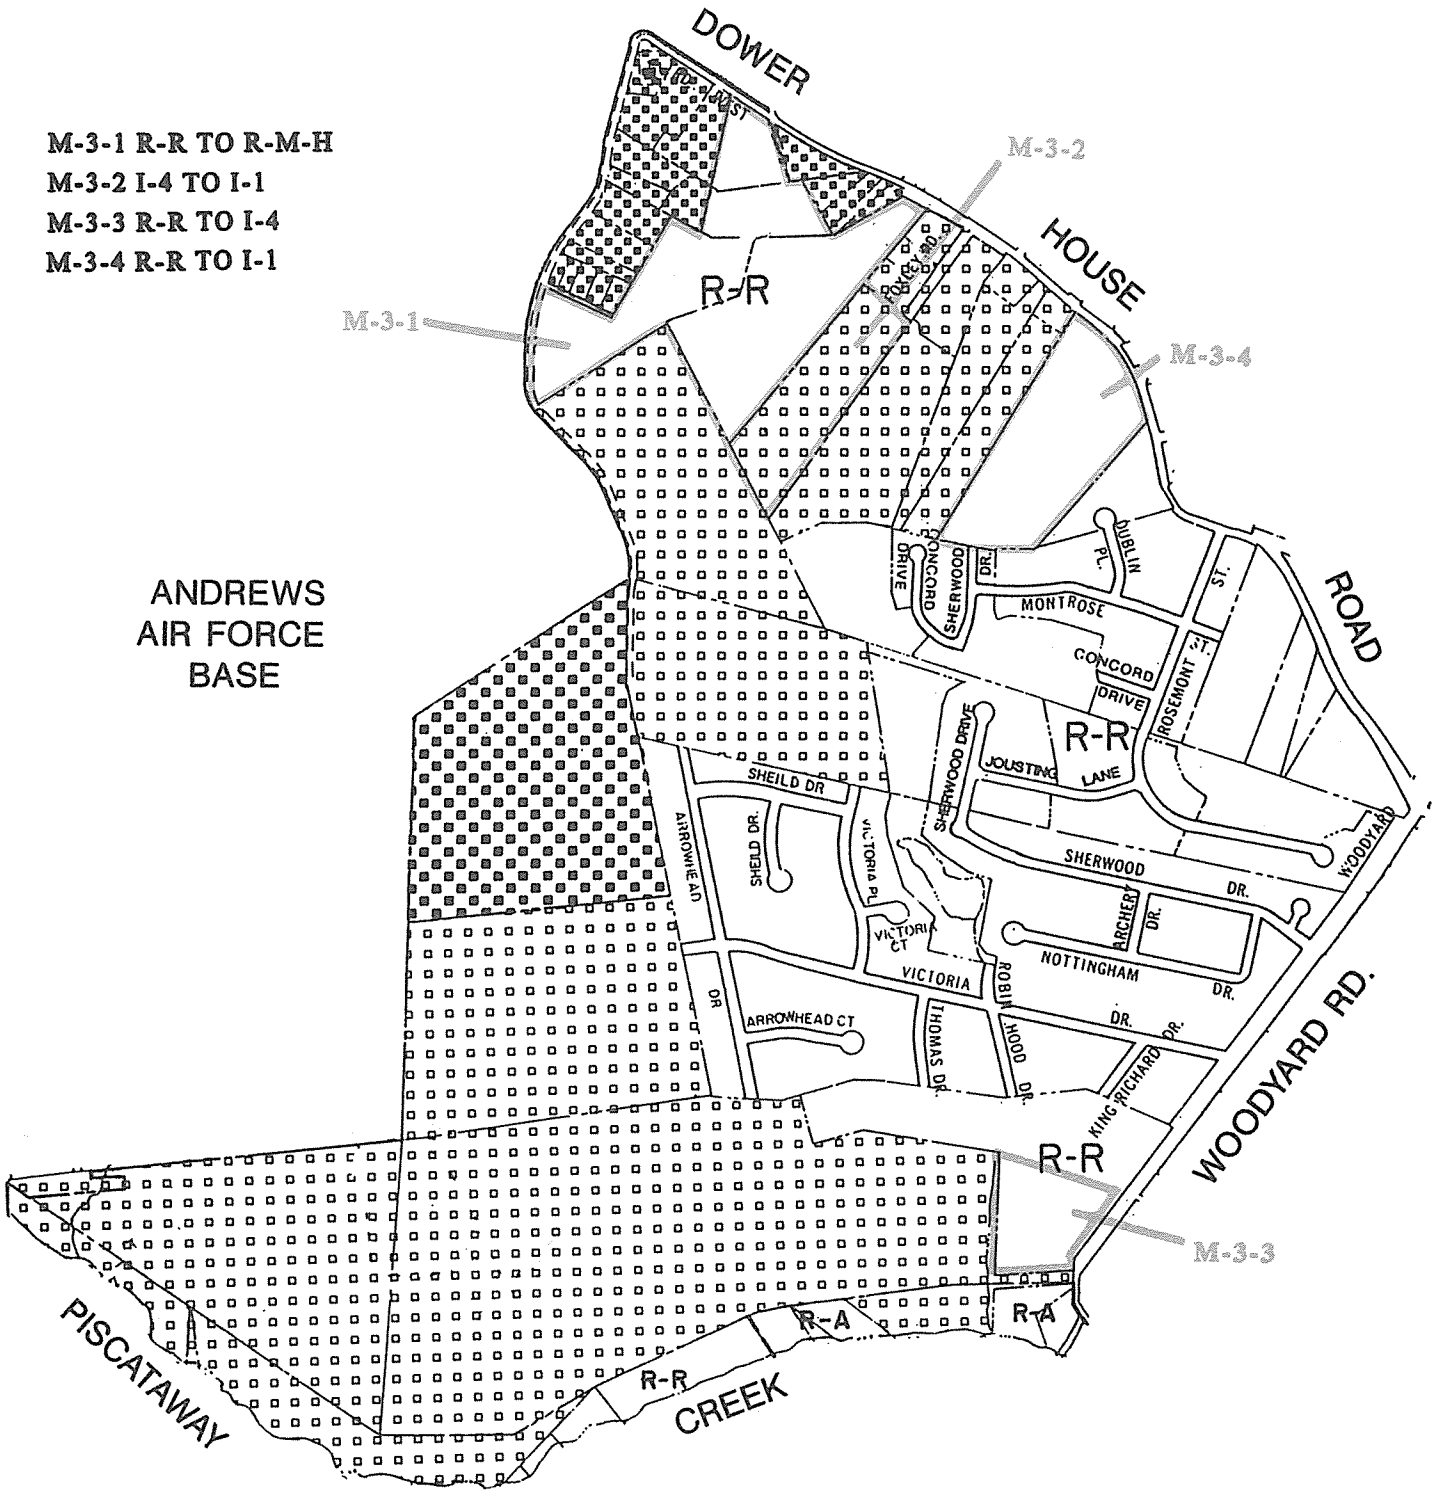 DOWER
M-3-1 R-R TO R-M-H
M-3-2 I-4 TO I-1
M-3-3 R-R TO I-4
M-3-4 R-R TO I-1
M-3-2
HOUSE
FOXLEY RD.
R-R
M-3-1
M-3-4
ANDREWS
AIR FORCE
BASE
DUBLIN
PL.
CONCORD
DRIVE
SHERWOOD
DR.
MONTROSE
ST.
ROAD
CONCORD
DRIVE
ROSEMONT
ST.
R-R
SHERWOOD DRIVE
JOUSTING
LANE
SHEILD DR
SHEILD DR.
ARROWHEAD
DR
VICTORIA PL
VICTORIA
CT
WOODYARD
SHERWOOD
DR.
ARCHERY
DR.
NOTTINGHAM
DR.
VICTORIA
DR.
ROBIN HOOD DR.
THOMAS DR.
ARROWHEAD CT
KING RICHARD DR.
WOODYARD RD.
R-R
M-3-3
R-A
R-A
R-R
PISCATAWAY
CREEK